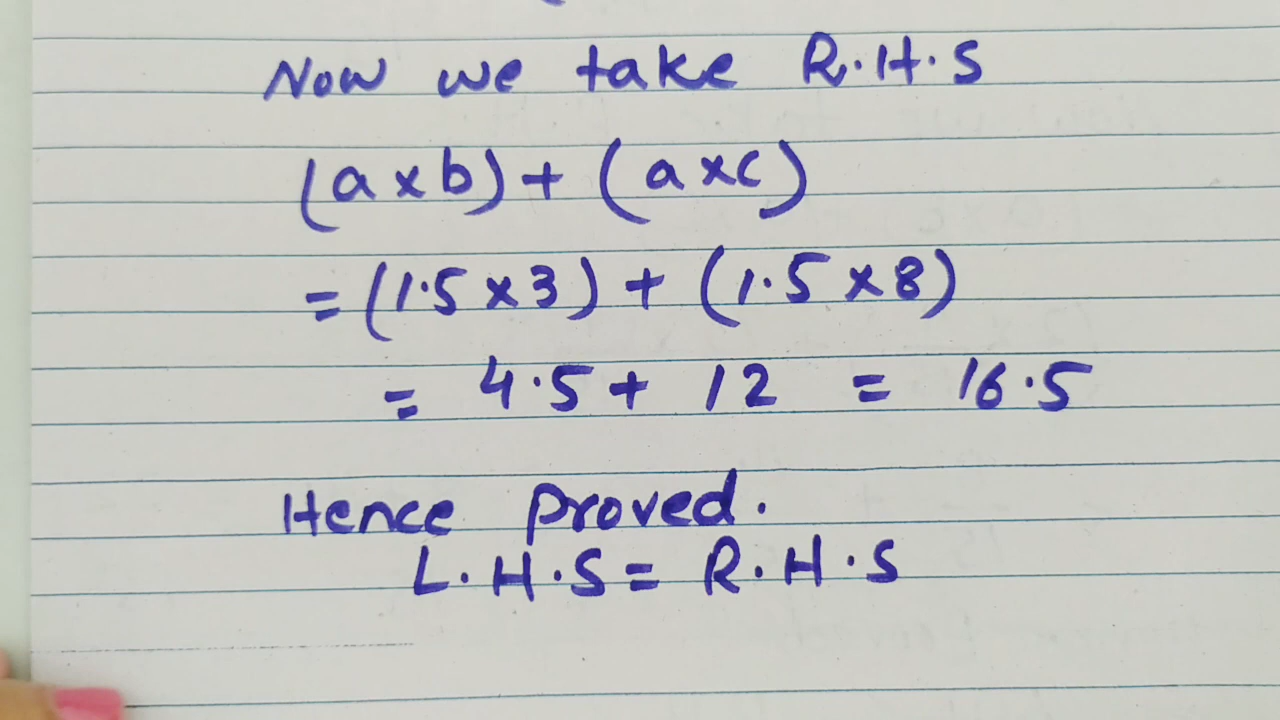 Now we take R.H.S
(a×b)+(a×c)
=(1.5×3)+(1.5×8)
= 4.5+ 12 = 16.5
Hence proved.
L.H.S= R.H.S